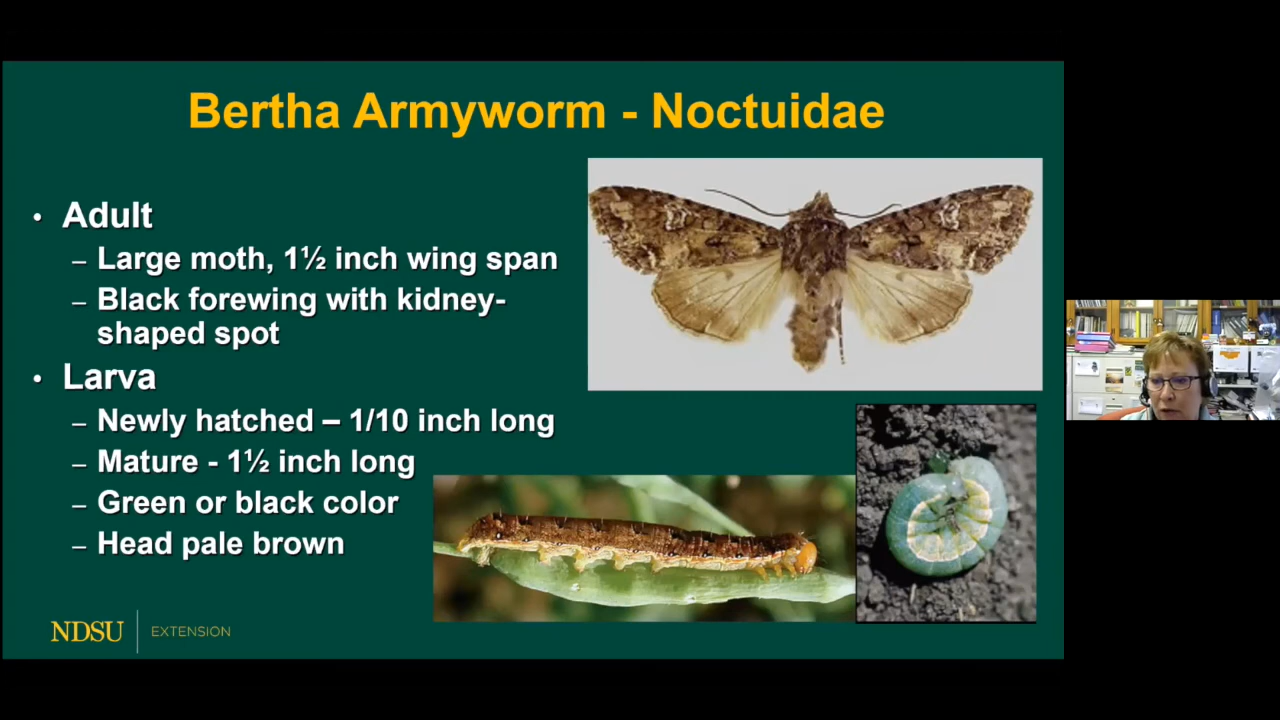 Bertha Armyworm - Noctuidae
• Adult
– Large moth, 1½ inch wing span
– Black forewing with kidney-
shaped spot
• Larva
– Newly hatched – 1/10 inch long
– Mature - 1½ inch long
– Green or black color
– Head pale brown
NDSU EXTENSION